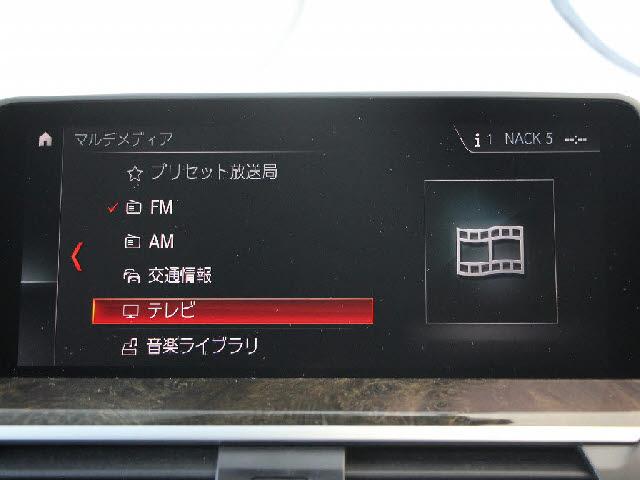 マルチメディア
i 1 NACK 5 --:--
プリセット放送局
FM
AM
交通情報
テレビ
音楽ライブラリ